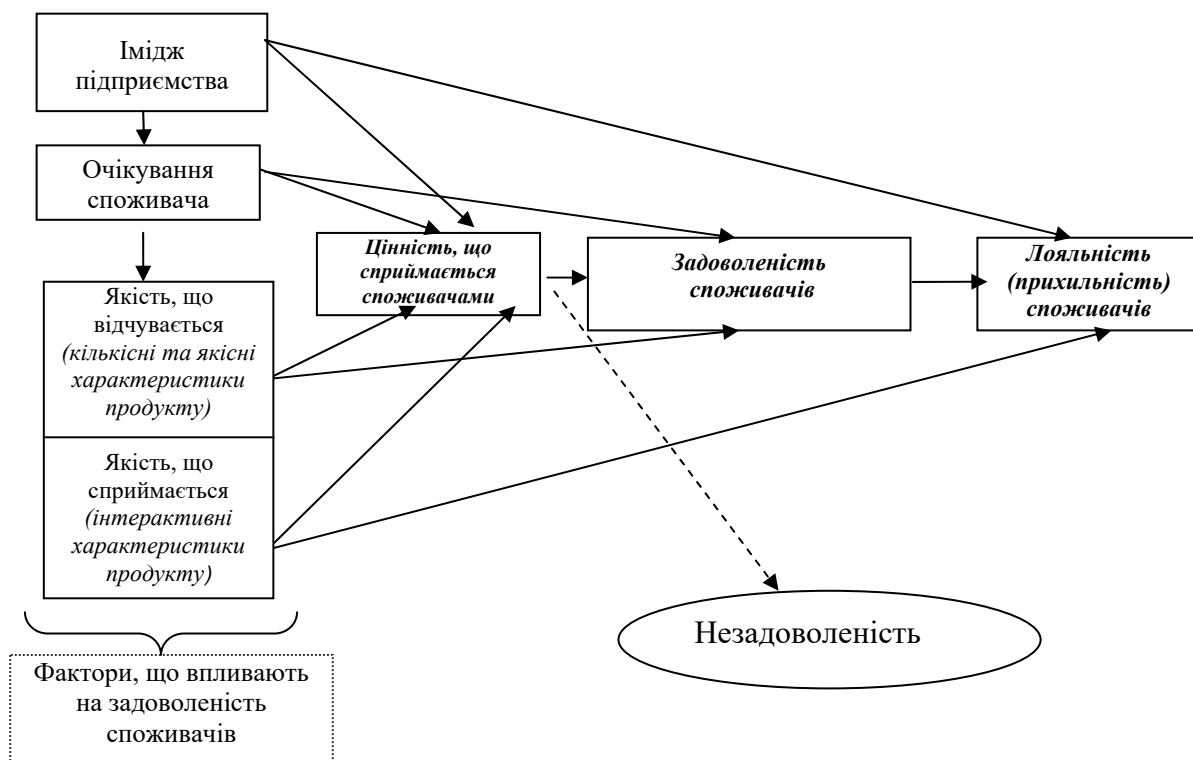 Імідж
підприємства
Очікування
споживача
Цінність, що
сприймається
споживачами
Задоволеність
споживачів
Лояльність
(прихильність)
споживачів
Якість, що
відчувається
(кількісні та якісні
характеристики
продукту)
Якість, що
сприймається
(інтерактивні
характеристики
продукту)
Незадоволеність
Фактори, що впливають
на задоволеність
споживачів